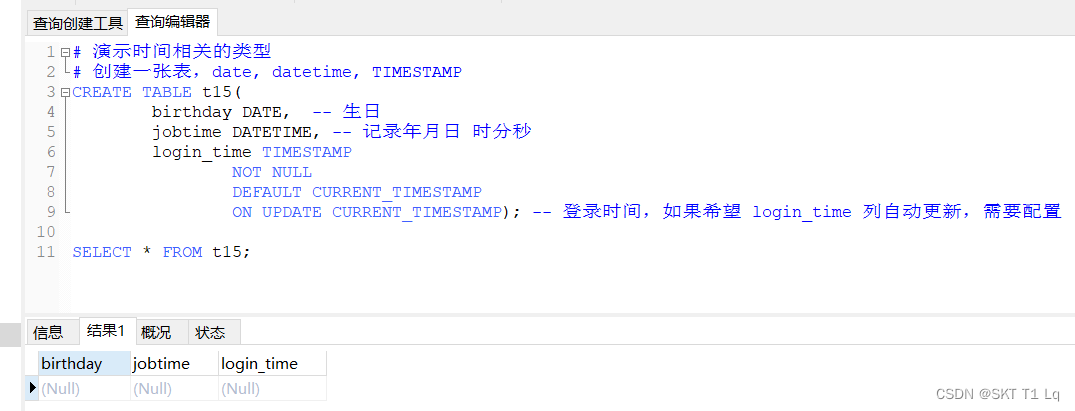 查询创建工具 查询编辑器
1 # 演示时间相关的类型
2 # 创建一张表，date, datetime, TIMESTAMP
3 CREATE TABLE t15(
4 birthday DATE, -- 生日
5 jobtime DATETIME, -- 记录年月日 时分秒
6 login_time TIMESTAMP
7 NOT NULL
8 DEFAULT CURRENT_TIMESTAMP
9 ON UPDATE CURRENT_TIMESTAMP); -- 登录时间，如果希望 login_time 列自动更新，需要配置
10
11 SELECT * FROM t15;
信息 结果1 概况 状态
birthday jobtime login_time
(Null) (Null) (Null)
CSDN @SKT T1 Lq